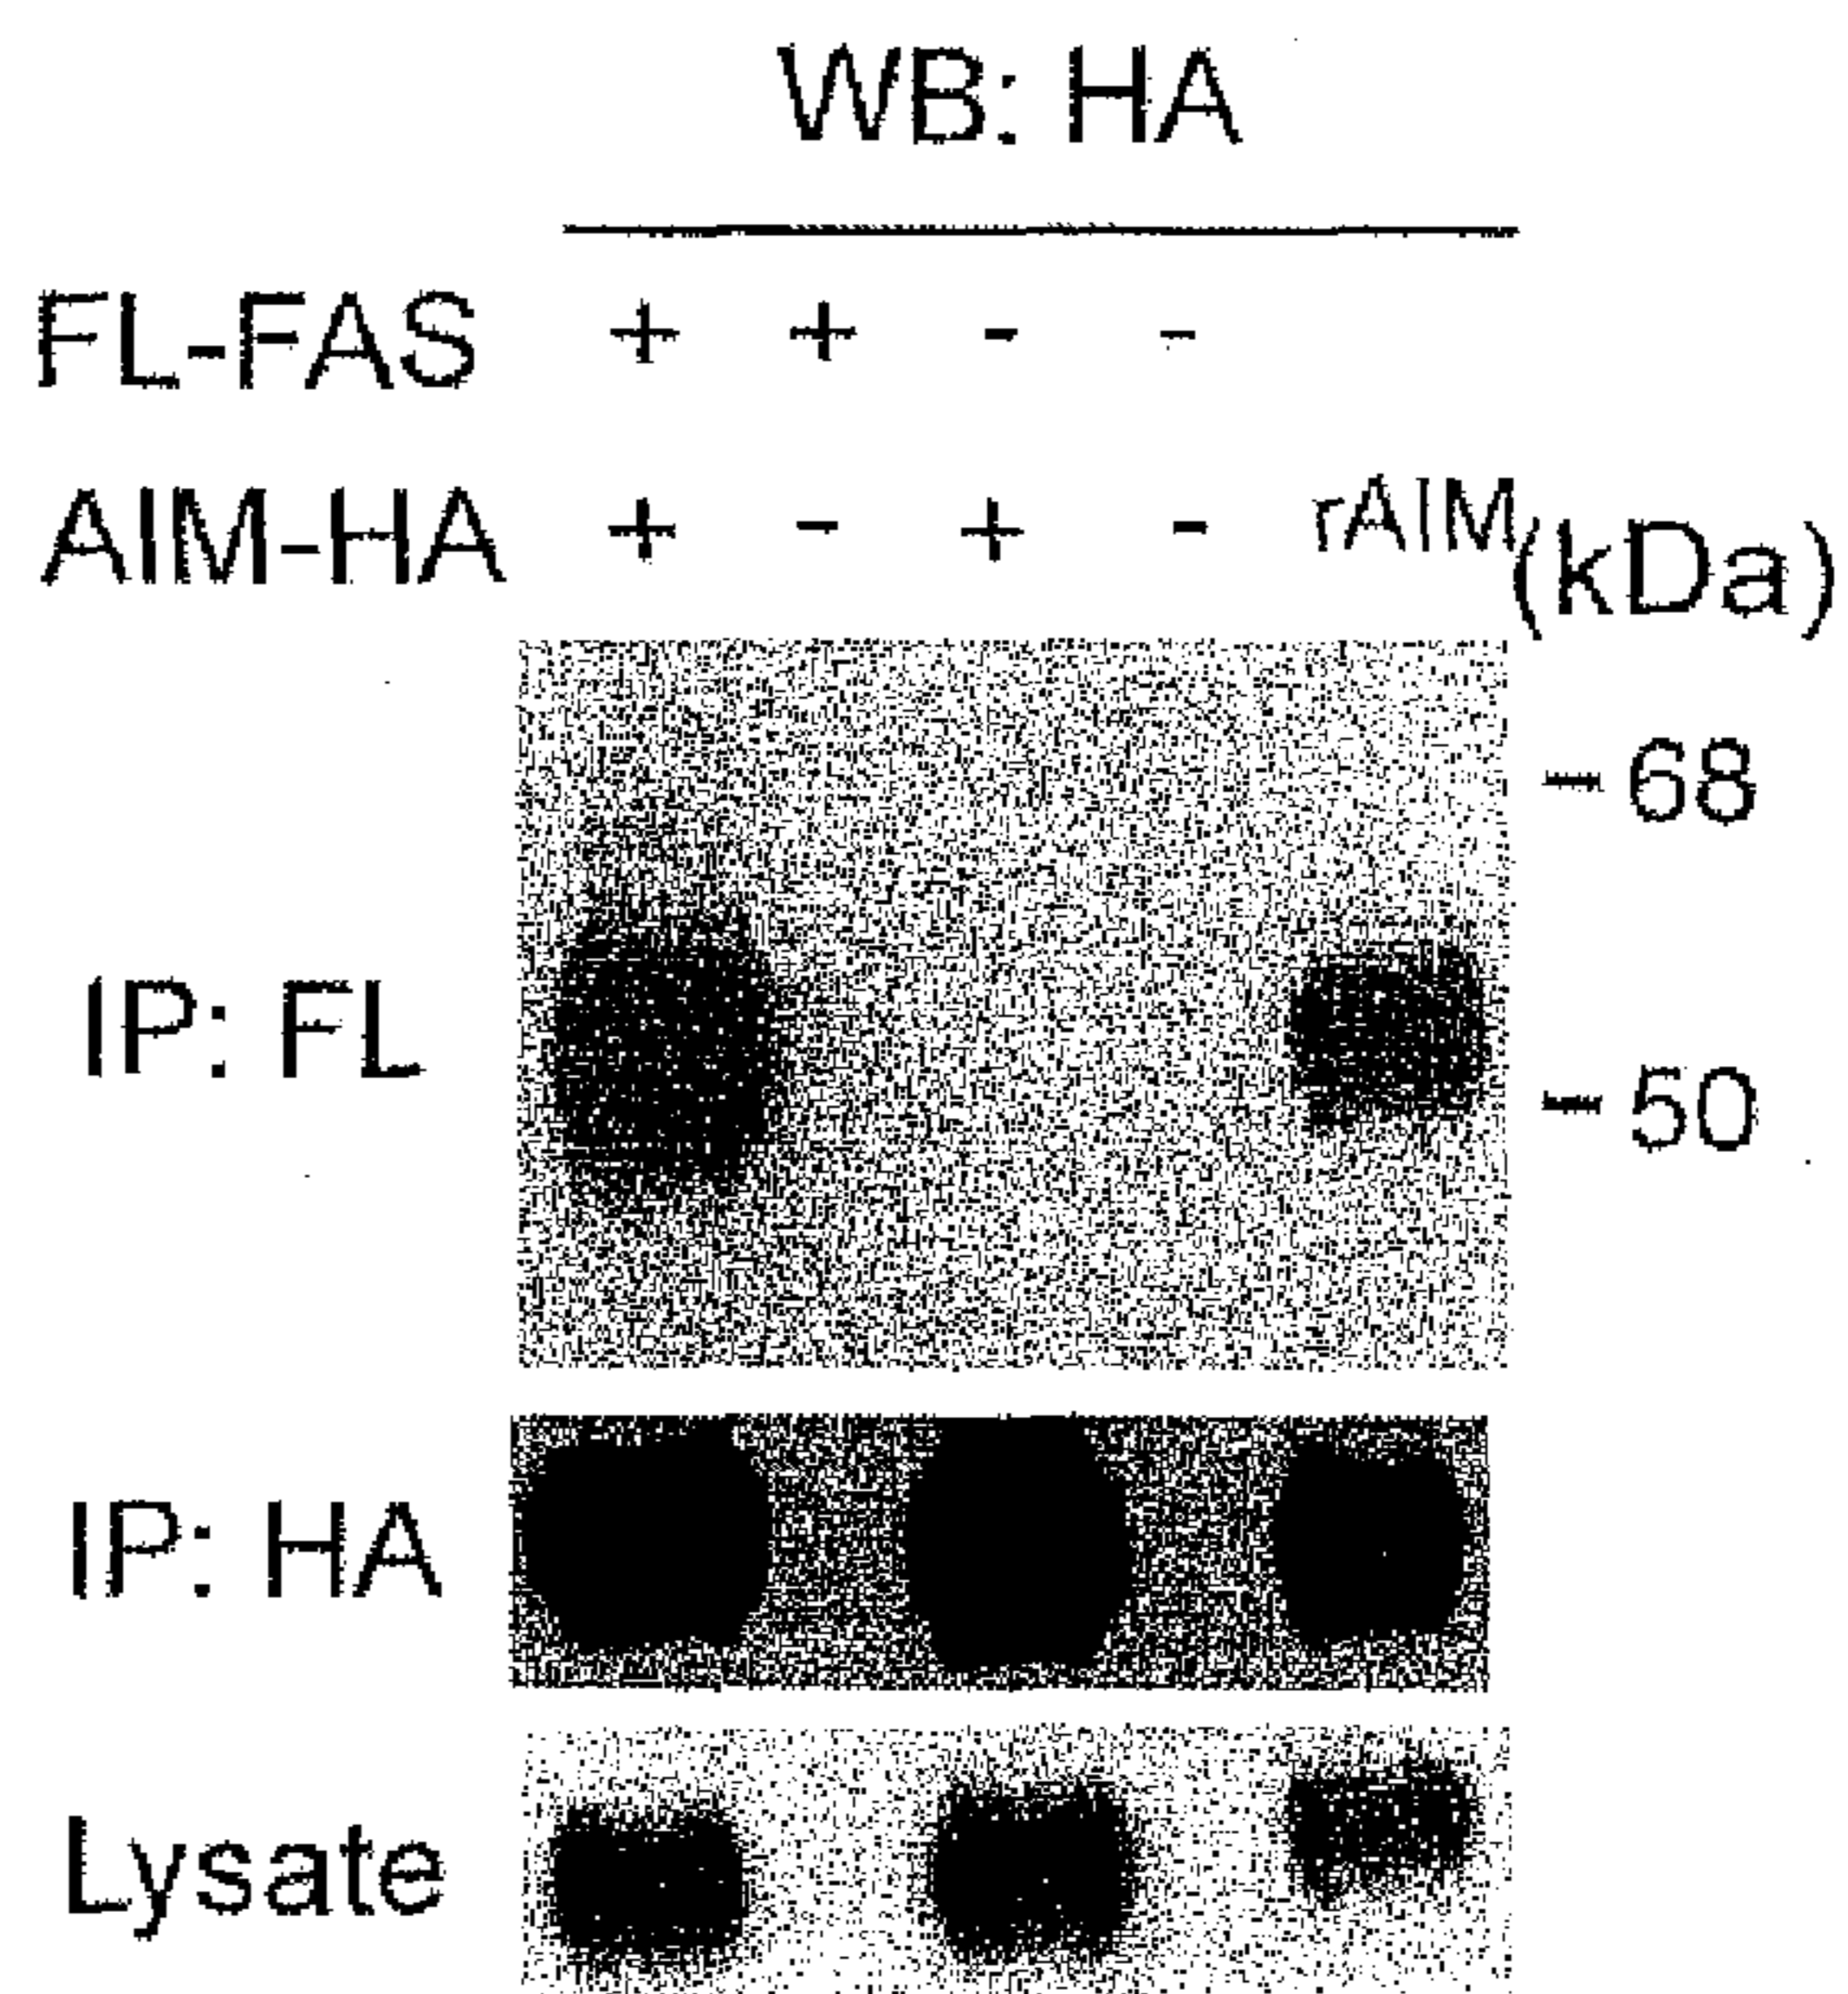 WB: HA
FL-FAS + + - -
AIM-HA + - + - rAIM (kDa)
- 68
IP: FL
- 50
IP: HA
Lysate